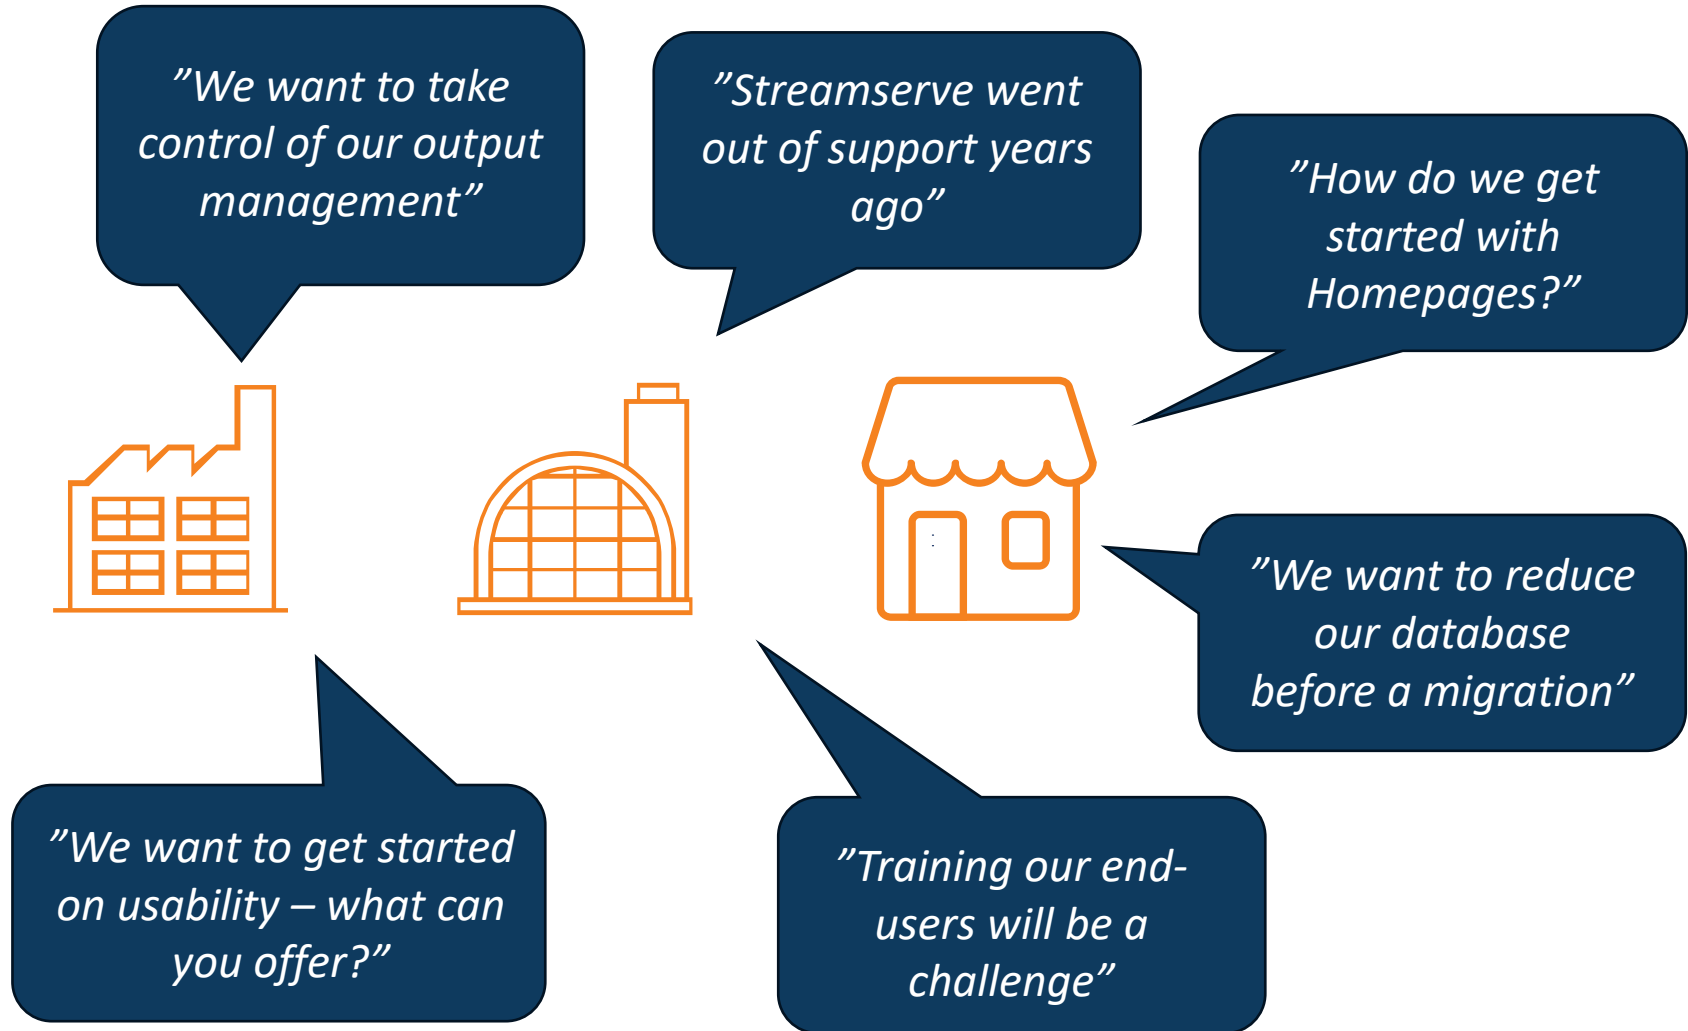 ”We want to take
control of our output
management”
”Streamserve went
out of support years
ago”
”How do we get
started with
Homepages?”
”We want to reduce
our database
before a migration”
”We want to get started
on usability – what can
you offer?”
”Training our end-
users will be a
challenge”